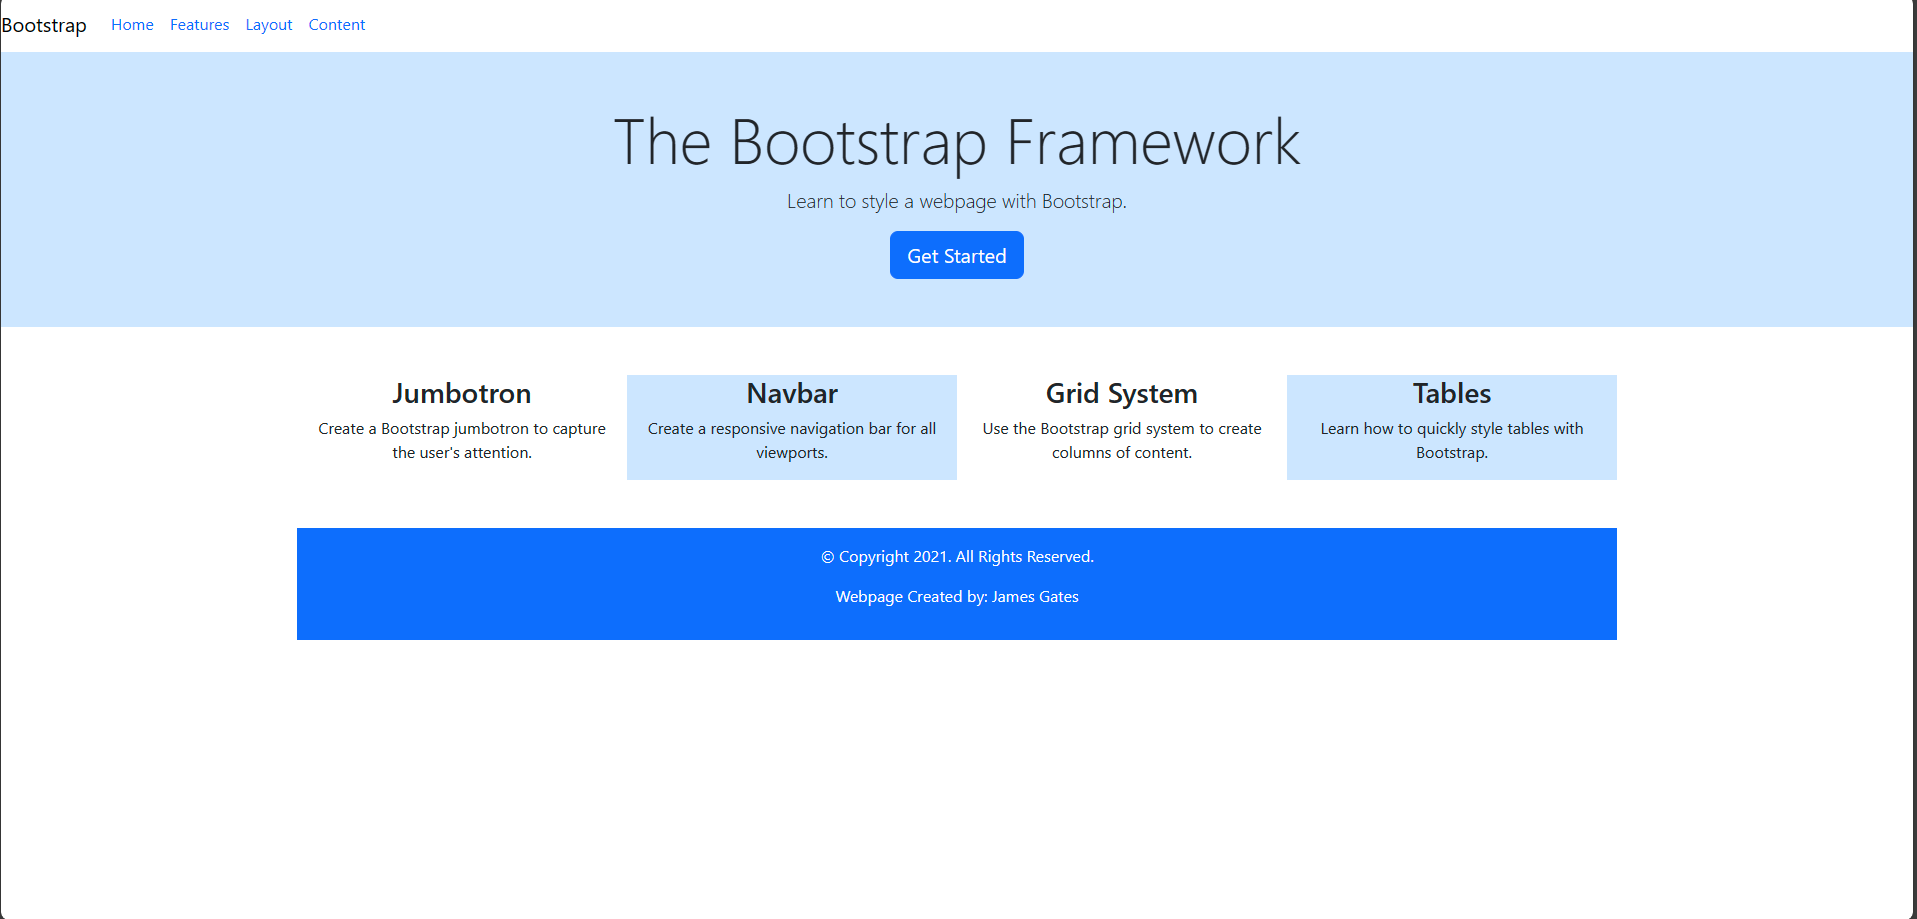 Bootstrap Home Features Layout Content
The Bootstrap Framework
Learn to style a webpage with Bootstrap.
Get Started
Jumbotron
Create a Bootstrap jumbotron to capture
the user's attention.
Navbar
Create a responsive navigation bar for all
viewports.
Grid System
Use the Bootstrap grid system to create
columns of content.
Tables
Learn how to quickly style tables with
Bootstrap.
© Copyright 2021. All Rights Reserved.
Webpage Created by: James Gates